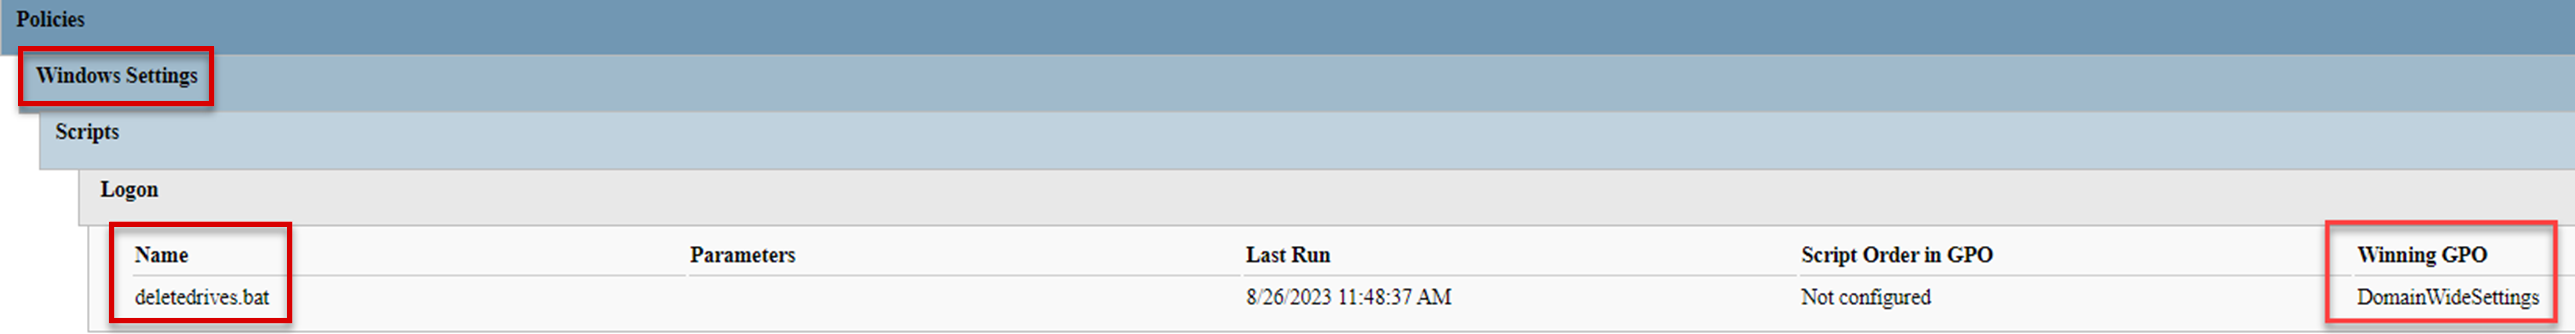 Policies
Windows Settings
Scripts
Logon
Name Parameters Last Run Script Order in GPO Winning GPO
deletedrives.bat 8/26/2023 11:48:37 AM Not configured DomainWideSettings